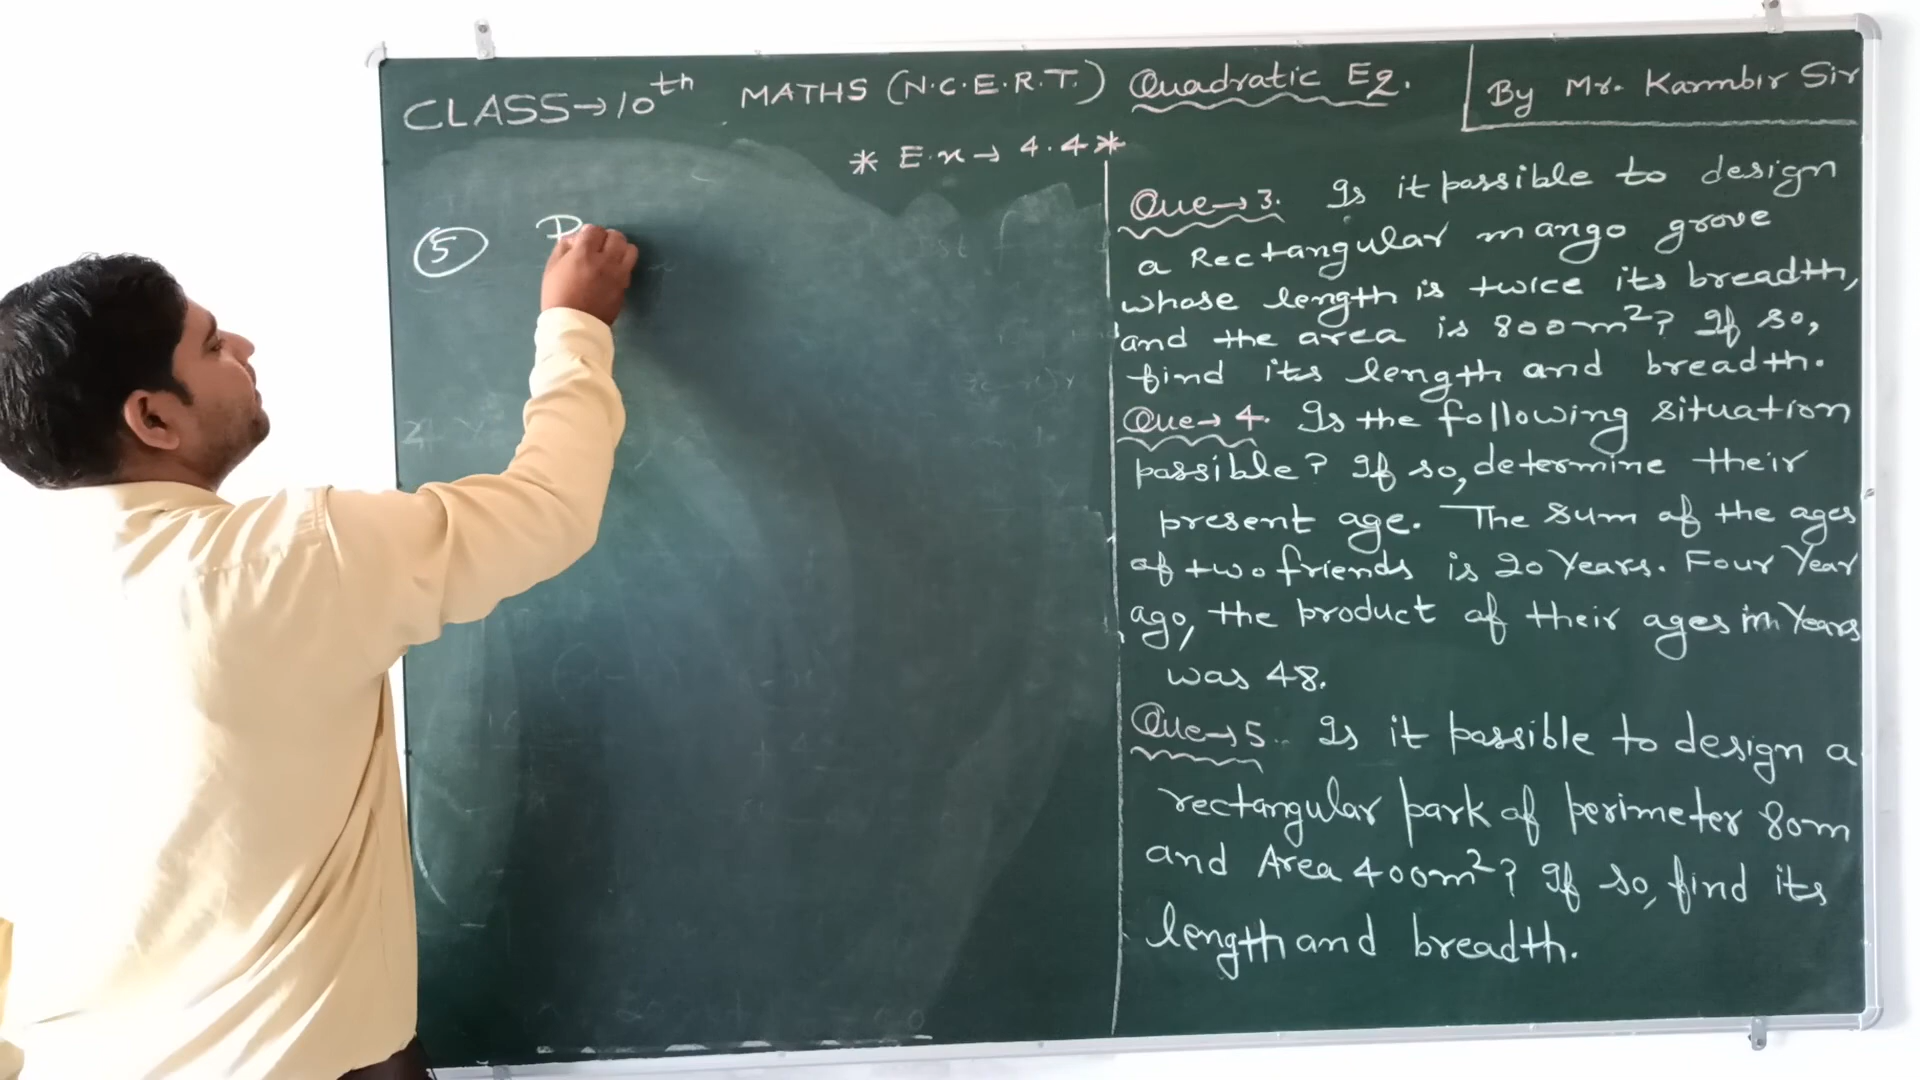 CLASS→10th MATHS (N.C.E.R.T.) Quadratic Eq. By Mr. Karmbir Sir
* E.x→ 4.4 *
5
Que→3. Is it possible to design
a Rectangular mango grove
whose length is twice its breadth,
and the area is 800m²? If so,
find its length and breadth.
Que→4. Is the following situation
possible? If so, determine their
present age. The sum of the ages
of two friends is 20 Years. Four Year
ago, the product of their ages in Years
was 48.
Que→5. Is it possible to design a
rectangular park of perimeter 80m
and Area 400m²? If so, find its
length and breadth.